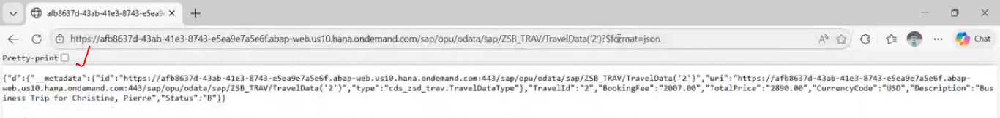 afb8637d-43ab-41e3-8743-e5ea9
https://afb8637d-43ab-41e3-8743-e5ea9e7a5e6f.abap-web.us10.hana.ondemand.com/sap/opu/odata/sap/ZSB_TRAV/TravelData('2')?$format=json
Chat
Pretty-print
{"d":{"__metadata":{"id":"https://afb8637d-43ab-41e3-8743-e5ea9e7a5e6f.abap-web.us10.hana.ondemand.com:443/sap/opu/odata/sap/ZSB_TRAV/TravelData('2')","uri":"https://afb8637d-43ab-41e3-8743-e5ea9e7a5e6f.abap-
web.us10.hana.ondemand.com:443/sap/opu/odata/sap/ZSB_TRAV/TravelData('2')","type":"cds_zsd_trav.TravelDataType"},"TravelId":"2","BookingFee":"2007.00","TotalPrice":"2890.00","CurrencyCode":"USD","Description":"Bus
iness Trip for Christine, Pierre","Status":"B"}}